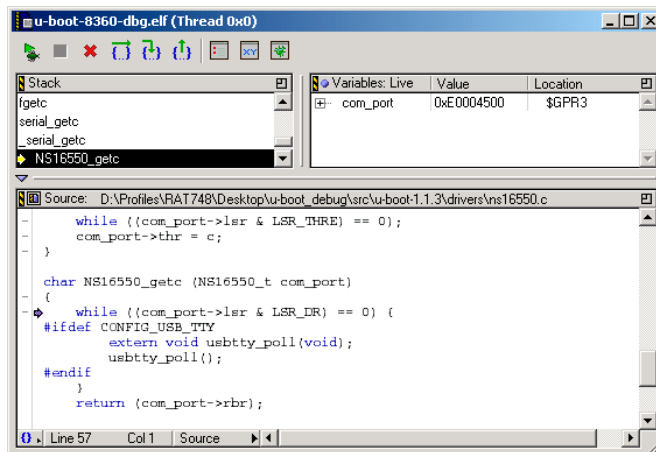 u-boot-8360-dbg.elf (Thread 0x0)
Stack
fgetc
serial_getc
_serial_getc
NS16550_getc
Variables: Live Value Location
com_port 0xE0004500 $GPR3
Source: D:\Profiles\RAT748\Desktop\u-boot_debug\src\u-boot-1.1.3\drivers\ns16550.c
while ((com_port->lsr & LSR_THRE) == 0);
com_port->thr = c;
}
char NS16550_getc (NS16550_t com_port)
{
while ((com_port->lsr & LSR_DR) == 0) {
#ifdef CONFIG_USB_TTY
extern void usbtty_poll(void);
usbtty_poll();
#endif
}
return (com_port->rbr);
Line 57 Col 1 Source